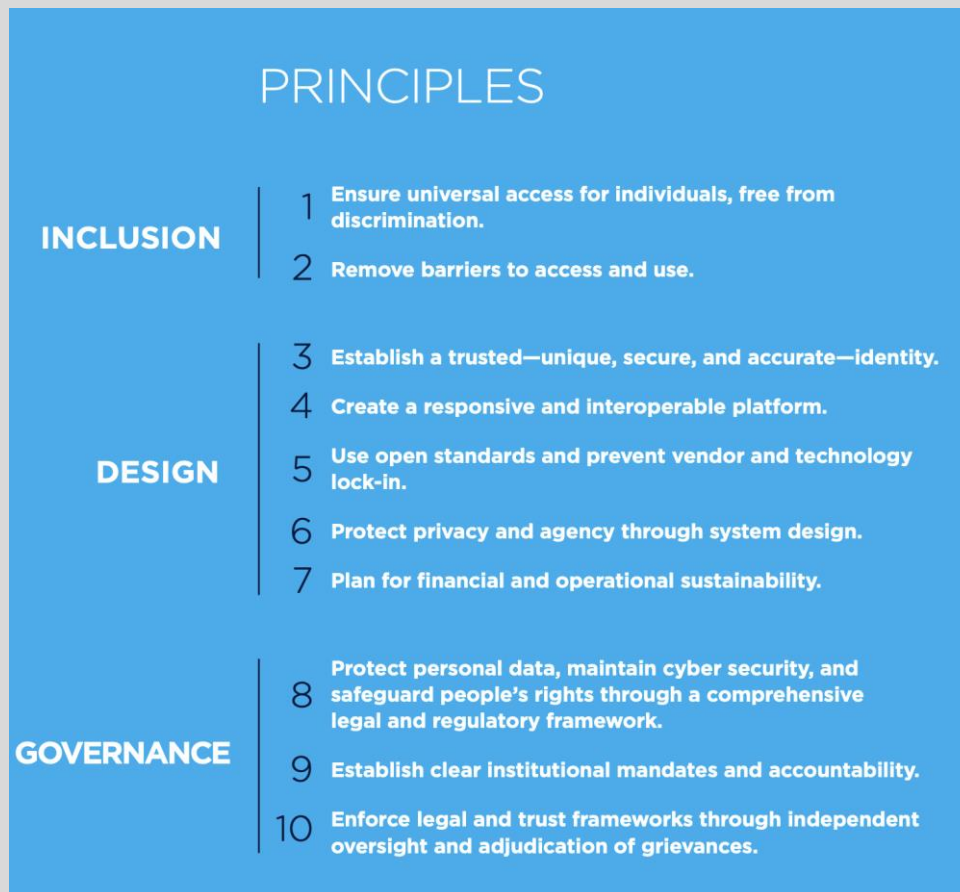 PRINCIPLES
INCLUSION
1 Ensure universal access for individuals, free from
discrimination.
2 Remove barriers to access and use.
DESIGN
3 Establish a trusted—unique, secure, and accurate—identity.
4 Create a responsive and interoperable platform.
5 Use open standards and prevent vendor and technology
lock-in.
6 Protect privacy and agency through system design.
7 Plan for financial and operational sustainability.
GOVERNANCE
8 Protect personal data, maintain cyber security, and
safeguard people’s rights through a comprehensive
legal and regulatory framework.
9 Establish clear institutional mandates and accountability.
10 Enforce legal and trust frameworks through independent
oversight and adjudication of grievances.